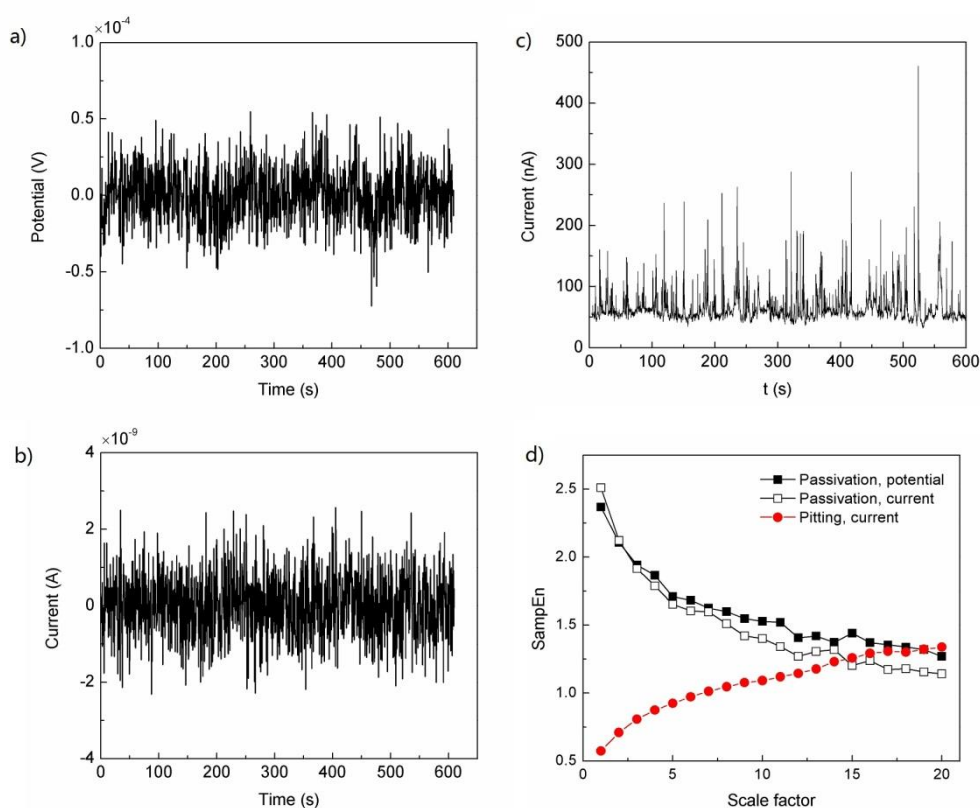 a)
×10⁻⁴
1.0
0.5
0.0
-0.5
-1.0
Potential (V)
0 100 200 300 400 500 600
Time (s)
c)
500
400
300
200
100
0
Current (nA)
0 100 200 300 400 500 600
t (s)
b)
×10⁻⁹
4
2
0
-2
-4
Current (A)
0 100 200 300 400 500 600
Time (s)
d)
Passivation, potential
Passivation, current
Pitting, current
2.5
2.0
1.5
1.0
0.5
SampEn
0 5 10 15 20
Scale factor